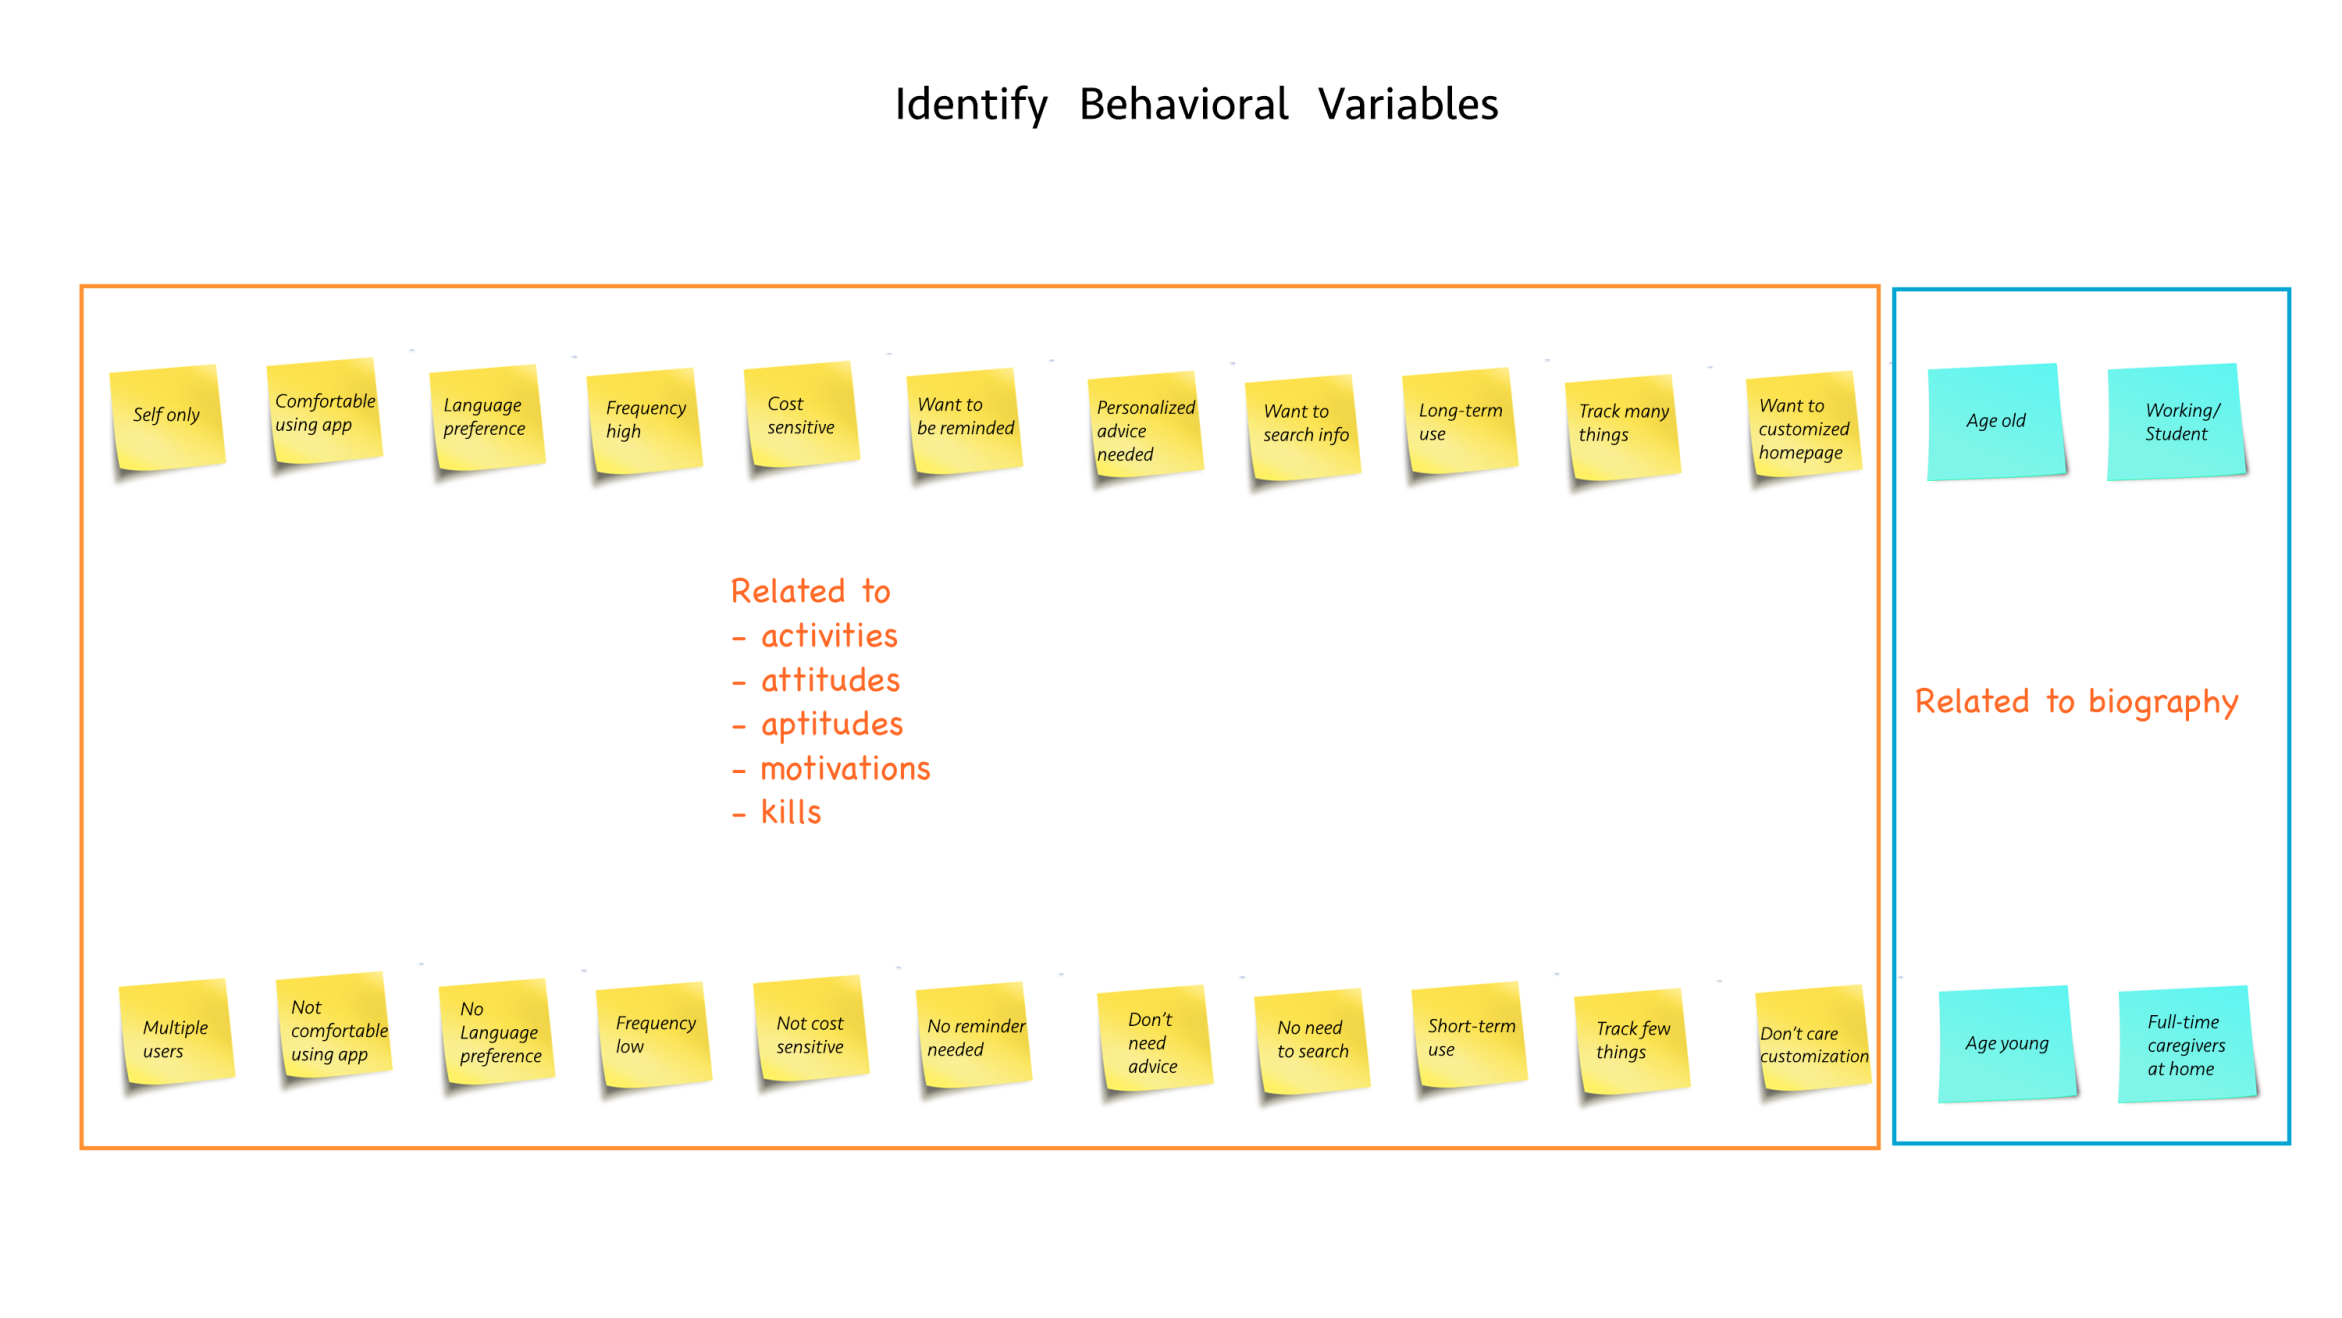 Identify Behavioral Variables
Self only
Comfortable
using app
Language
preference
Frequency
high
Cost
sensitive
Want to
be reminded
Personalized
advice
needed
Want to
search info
Long-term
use
Track many
things
Want to
customized
homepage
Age old
Working/
Student
Related to
- activities
- attitudes
- aptitudes
- motivations
- kills
Related to biography
Multiple
users
Not
comfortable
using app
No
Language
preference
Frequency
low
Not cost
sensitive
No reminder
needed
Don't
need
advice
No need
to search
Short-term
use
Track few
things
Don't care
customization
Age young
Full-time
caregivers
at home